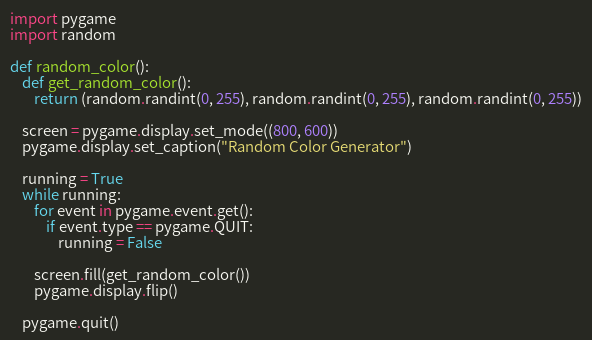 import pygame
import random
def random_color():
def get_random_color():
return (random.randint(0, 255), random.randint(0, 255), random.randint(0, 255))
screen = pygame.display.set_mode((800, 600))
pygame.display.set_caption("Random Color Generator")
running = True
while running:
for event in pygame.event.get():
if event.type == pygame.QUIT:
running = False
screen.fill(get_random_color())
pygame.display.flip()
pygame.quit()